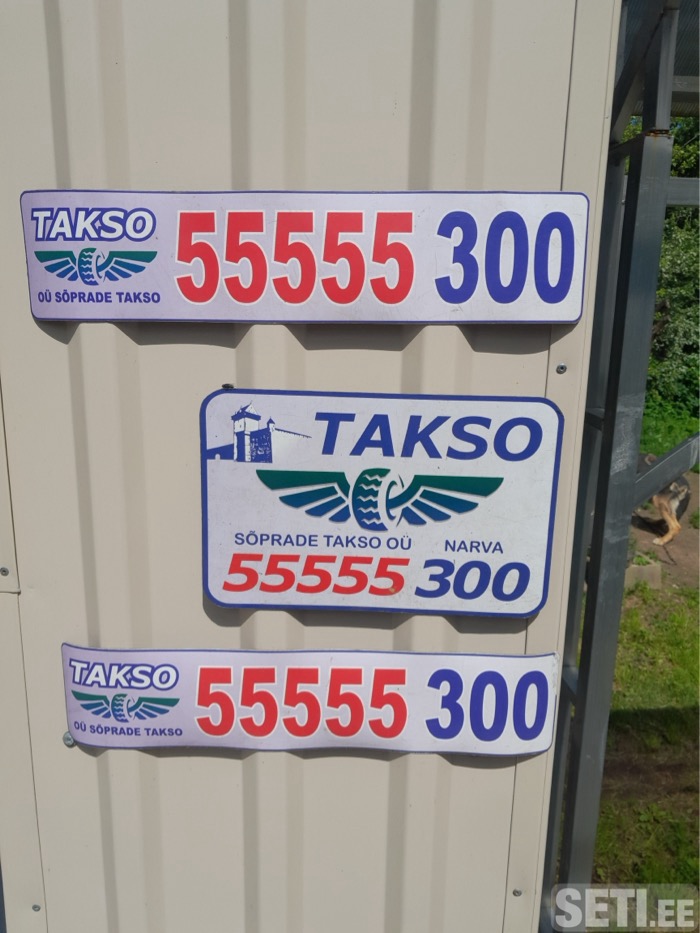 TAKSO
55555 300
OÜ SÕPRADE TAKSO
TAKSO
SÕPRADE TAKSO OÜ NARVA
55555 300
TAKSO
55555 300
OÜ SÕPRADE TAKSO
SETI.EE